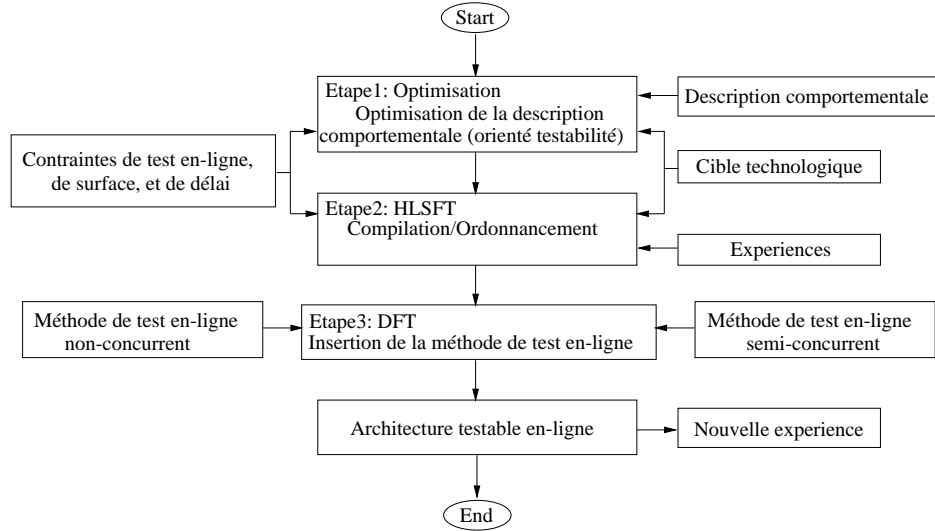 Start
Etape1: Optimisation
Optimisation de la description
comportementale (orienté testabilité)
Description comportementale
Contraintes de test en-ligne,
de surface, et de délai
Cible technologique
Etape2: HLSFT
Compilation/Ordonnancement
Experiences
Méthode de test en-ligne
non-concurrent
Etape3: DFT
Insertion de la méthode de test en-ligne
Méthode de test en-ligne
semi-concurrent
Architecture testable en-ligne
Nouvelle experience
End